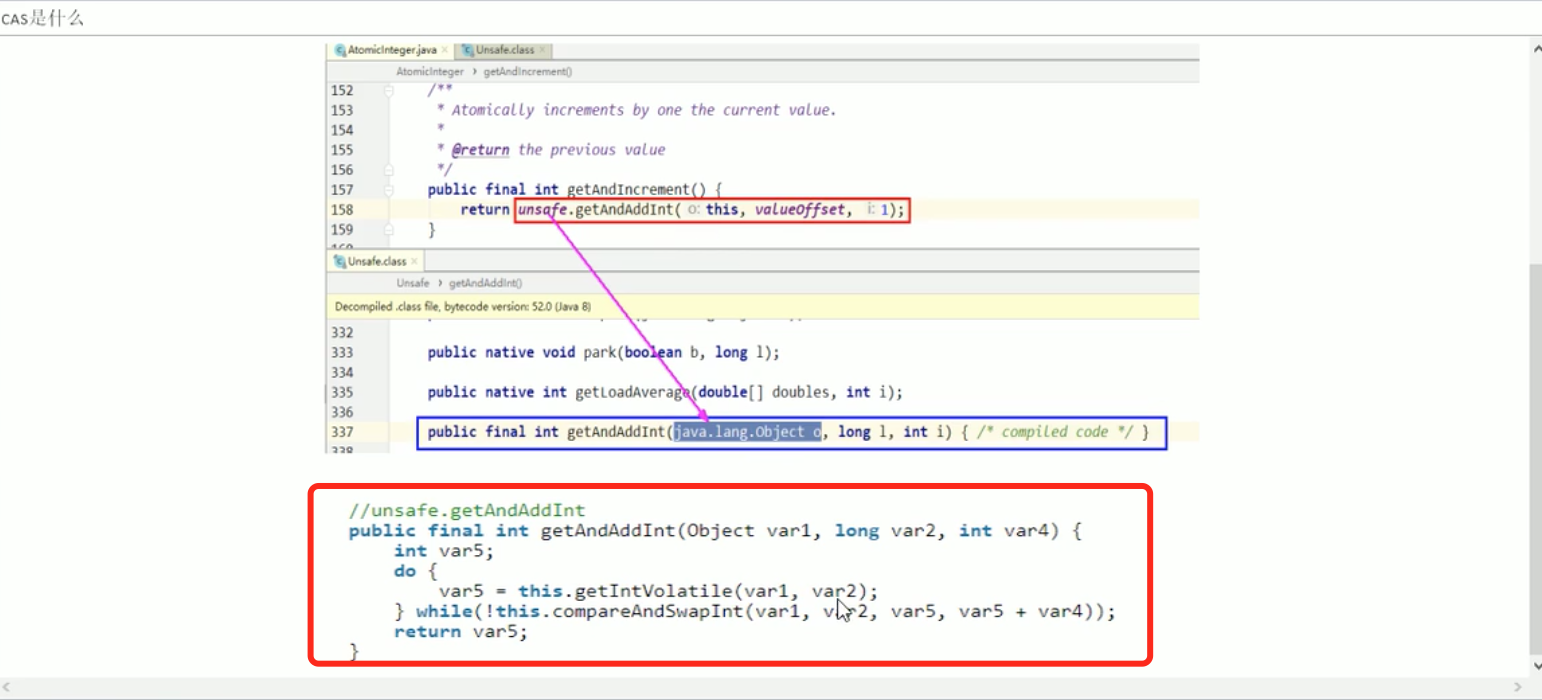 CAS是什么
AtomicInteger.java × Unsafe.class ×
AtomicInteger › getAndIncrement()
152 /**
153 * Atomically increments by one the current value.
154 *
155 * @return the previous value
156 */
157 public final int getAndIncrement() {
158 return unsafe.getAndAddInt( o: this, valueOffset, i: 1);
159 }
Unsafe.class ×
Unsafe › getAndAddInt()
Decompiled .class file, bytecode version: 52.0 (Java 8)
332
333 public native void park(boolean b, long l);
334
335 public native int getLoadAverage(double[] doubles, int i);
336
337 public final int getAndAddInt(java.lang.Object o, long l, int i) { /* compiled code */ }
338
//unsafe.getAndAddInt
public final int getAndAddInt(Object var1, long var2, int var4) {
int var5;
do {
var5 = this.getIntVolatile(var1, var2);
} while(!this.compareAndSwapInt(var1, var2, var5, var5 + var4));
return var5;
}